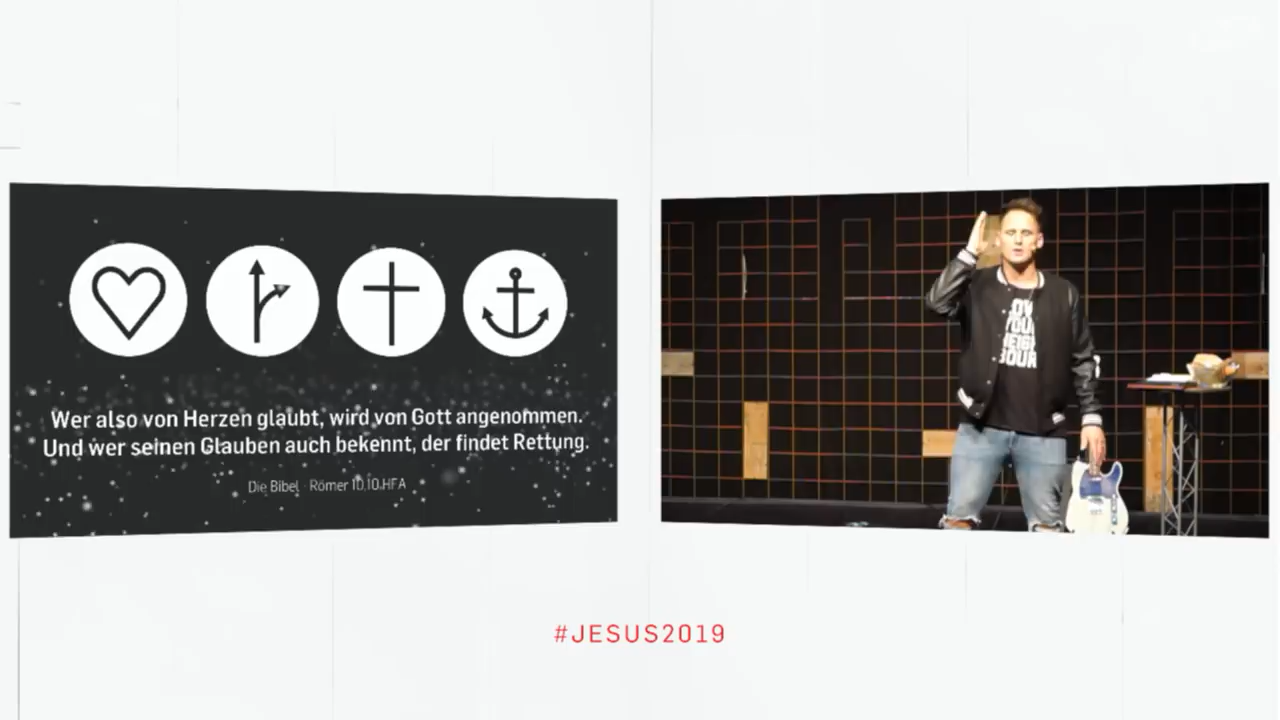 Wer also von Herzen glaubt, wird von Gott angenommen.
Und wer seinen Glauben auch bekennt, der findet Rettung.
Die Bibel · Römer 10,10.HFA
YOUR
#JESUS2019